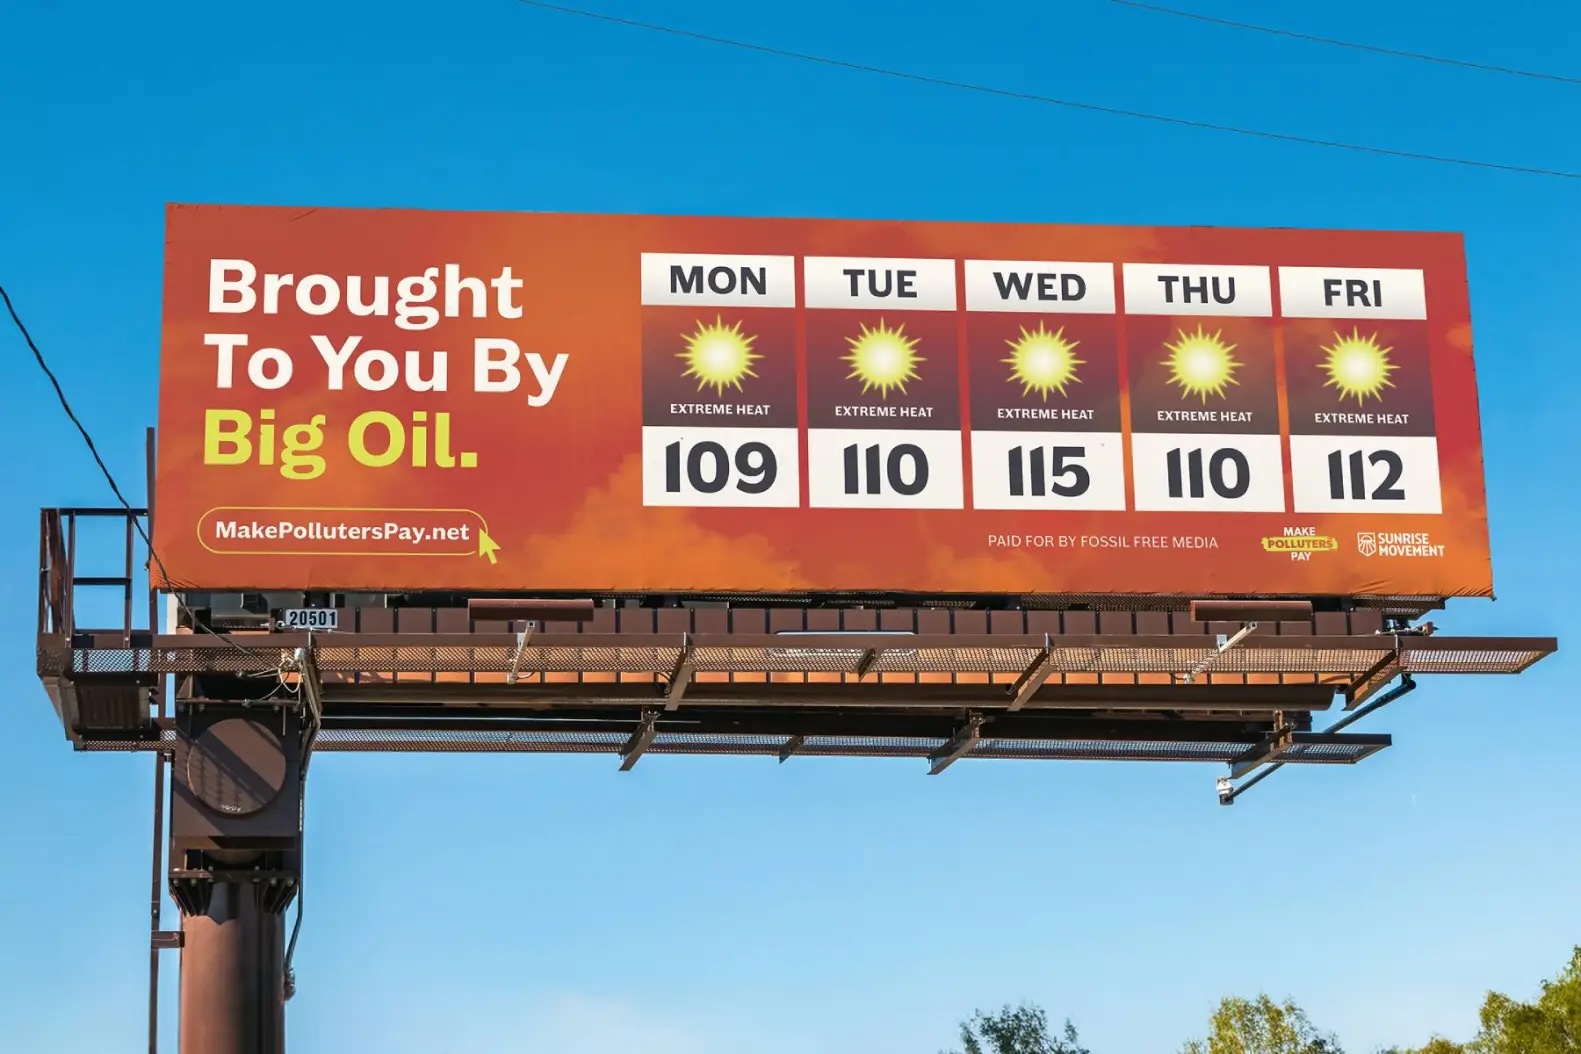 Brought
To You By
Big Oil.
MakePollutersPay.net
MON
EXTREME HEAT
109
TUE
EXTREME HEAT
110
WED
EXTREME HEAT
115
THU
EXTREME HEAT
110
FRI
EXTREME HEAT
112
PAID FOR BY FOSSIL FREE MEDIA
MAKE
POLLUTERS
PAY
SUNRISE
MOVEMENT
20501